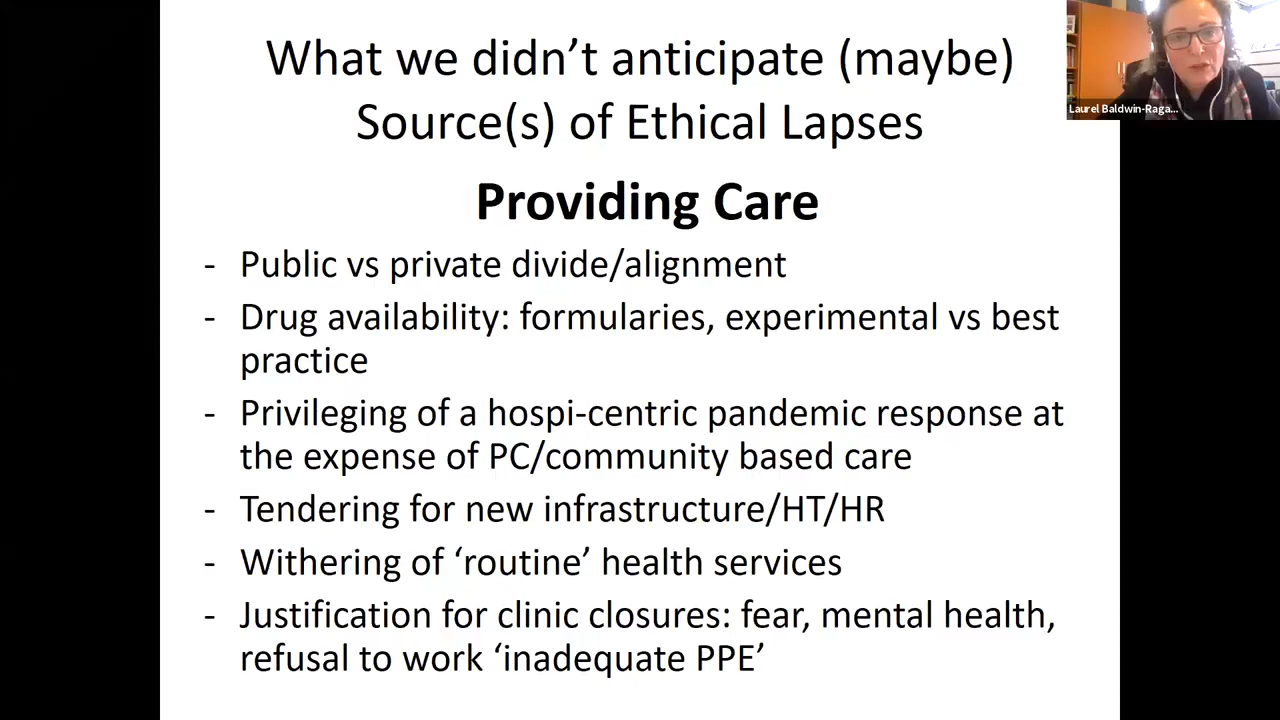 What we didn’t anticipate (maybe)
Laurel Baldwin-Raga...
Source(s) of Ethical Lapses
Providing Care
- Public vs private divide/alignment
- Drug availability: formularies, experimental vs best
practice
- Privileging of a hospi-centric pandemic response at
the expense of PC/community based care
- Tendering for new infrastructure/HT/HR
- Withering of ‘routine’ health services
- Justification for clinic closures: fear, mental health,
refusal to work ‘inadequate PPE’